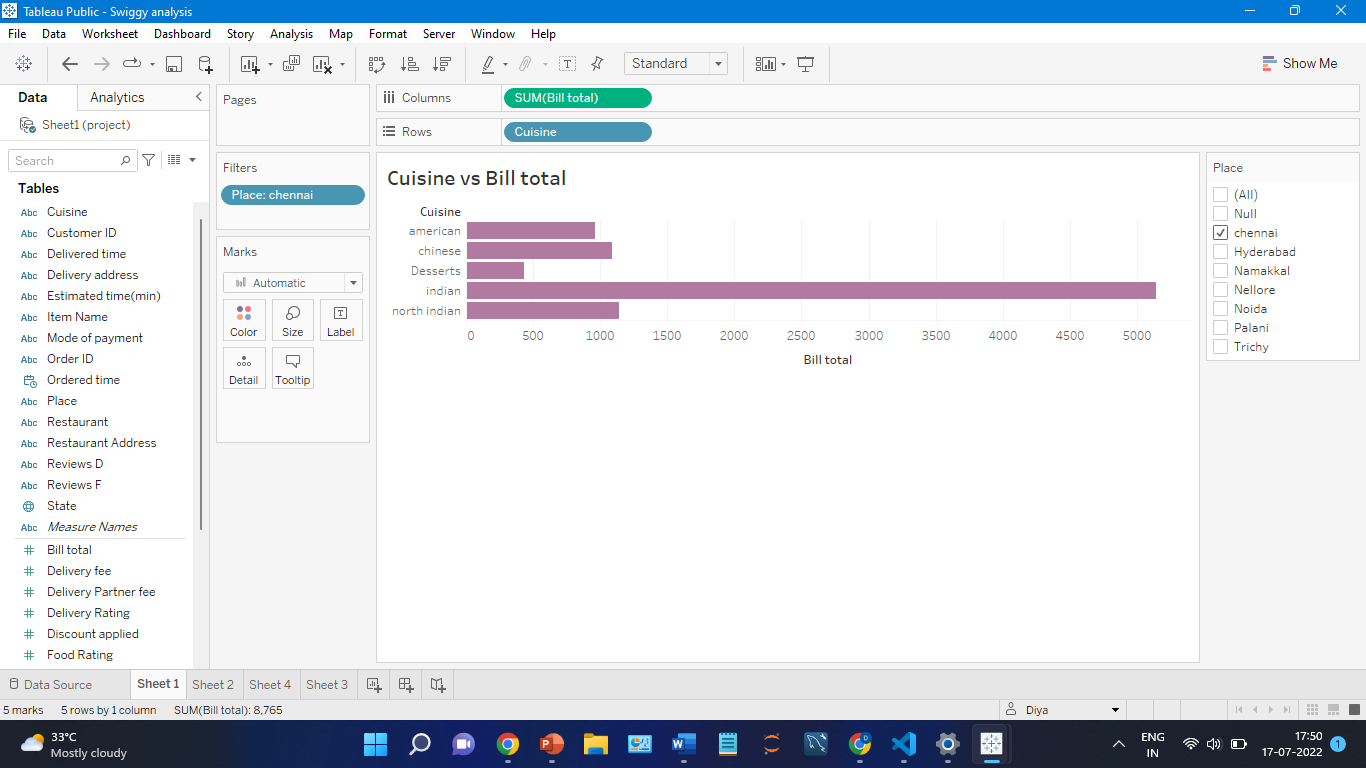 Tableau Public - Swiggy analysis
File Data Worksheet Dashboard Story Analysis Map Format Server Window Help
Standard
Show Me
Data Analytics
Sheet1 (project)
Search
Tables
Abc Cuisine
Abc Customer ID
Abc Delivered time
Abc Delivery address
Abc Estimated time(min)
Abc Item Name
Abc Mode of payment
Abc Order ID
Ordered time
Abc Place
Abc Restaurant
Abc Restaurant Address
Abc Reviews D
Abc Reviews F
State
Abc Measure Names
# Bill total
# Delivery fee
# Delivery Partner fee
# Delivery Rating
# Discount applied
# Food Rating
Pages
Filters
Place: chennai
Marks
Automatic
Color Size Label
Detail Tooltip
Columns SUM(Bill total)
Rows Cuisine
Cuisine vs Bill total
Cuisine
american
chinese
Desserts
indian
north indian
0 500 1000 1500 2000 2500 3000 3500 4000 4500 5000
Bill total
Place
(All)
Null
chennai
Hyderabad
Namakkal
Nellore
Noida
Palani
Trichy
Data Source Sheet 1 Sheet 2 Sheet 4 Sheet 3
5 marks 5 rows by 1 column SUM(Bill total): 8,765 Diya
33°C
Mostly cloudy
ENG
IN
17:50
17-07-2022
1